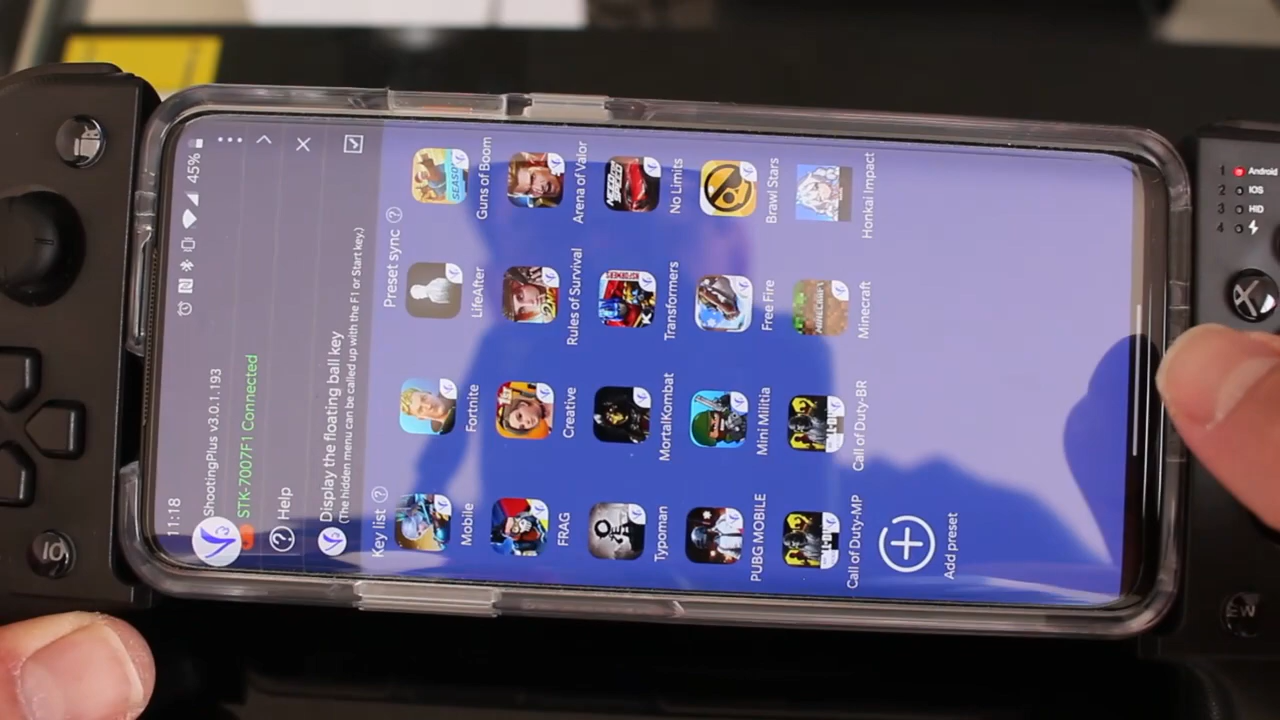 11:18
45%
ShootingPlus v3.0.1.193
STK-7007F1 Connected
Help
Display the floating ball key
(The hidden menu can be called up with the F1 or Start key.)
Key list
Preset sync
Mobile
Fortnite
LifeAfter
Guns of Boom
FRAG
Creative
Rules of Survival
Arena of Valor
Typoman
MortalKombat
Transformers
No Limits
PUBG MOBILE
Mini Militia
Free Fire
Brawl Stars
Call of Duty-MP
Call of Duty-BR
Minecraft
Honkai Impact
Add preset
1 Android
2 IOS
3 HID
4